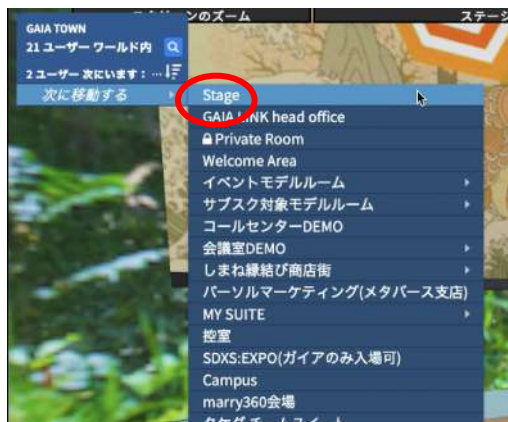 ンのズーム
ステージ
GAIA TOWN
21 ユーザー ワールド内
2 ユーザー 次にいます： …
次に移動する
Stage
GAIA LINK head office
Private Room
Welcome Area
イベントモデルルーム
サブスク対象モデルルーム
コールセンターDEMO
会議室DEMO
しまね縁結び商店街
パーソルマーケティング(メタバース支店)
MY SUITE
控室
SDXS:EXPO(ガイアのみ入場可)
Campus
marry360会場